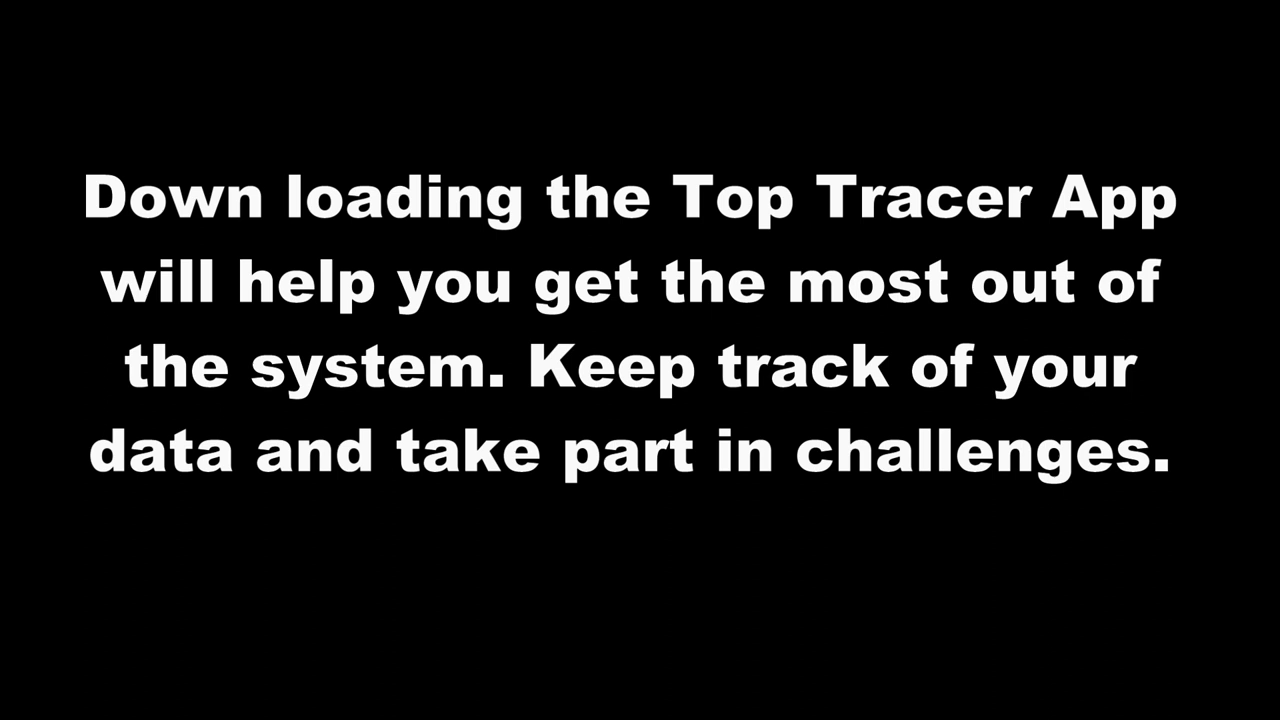 Down loading the Top Tracer App
will help you get the most out of
the system. Keep track of your
data and take part in challenges.